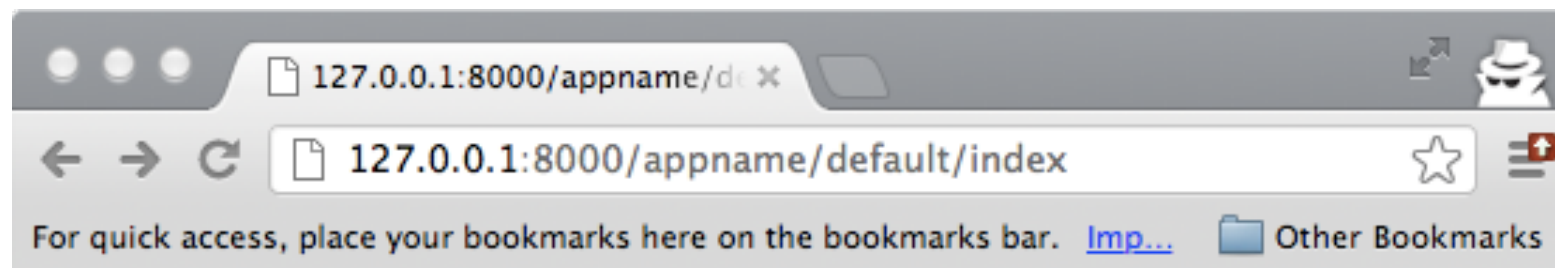 127.0.0.1:8000/appname/de
127.0.0.1:8000/appname/default/index
For quick access, place your bookmarks here on the bookmarks bar. Imp... Other Bookmarks